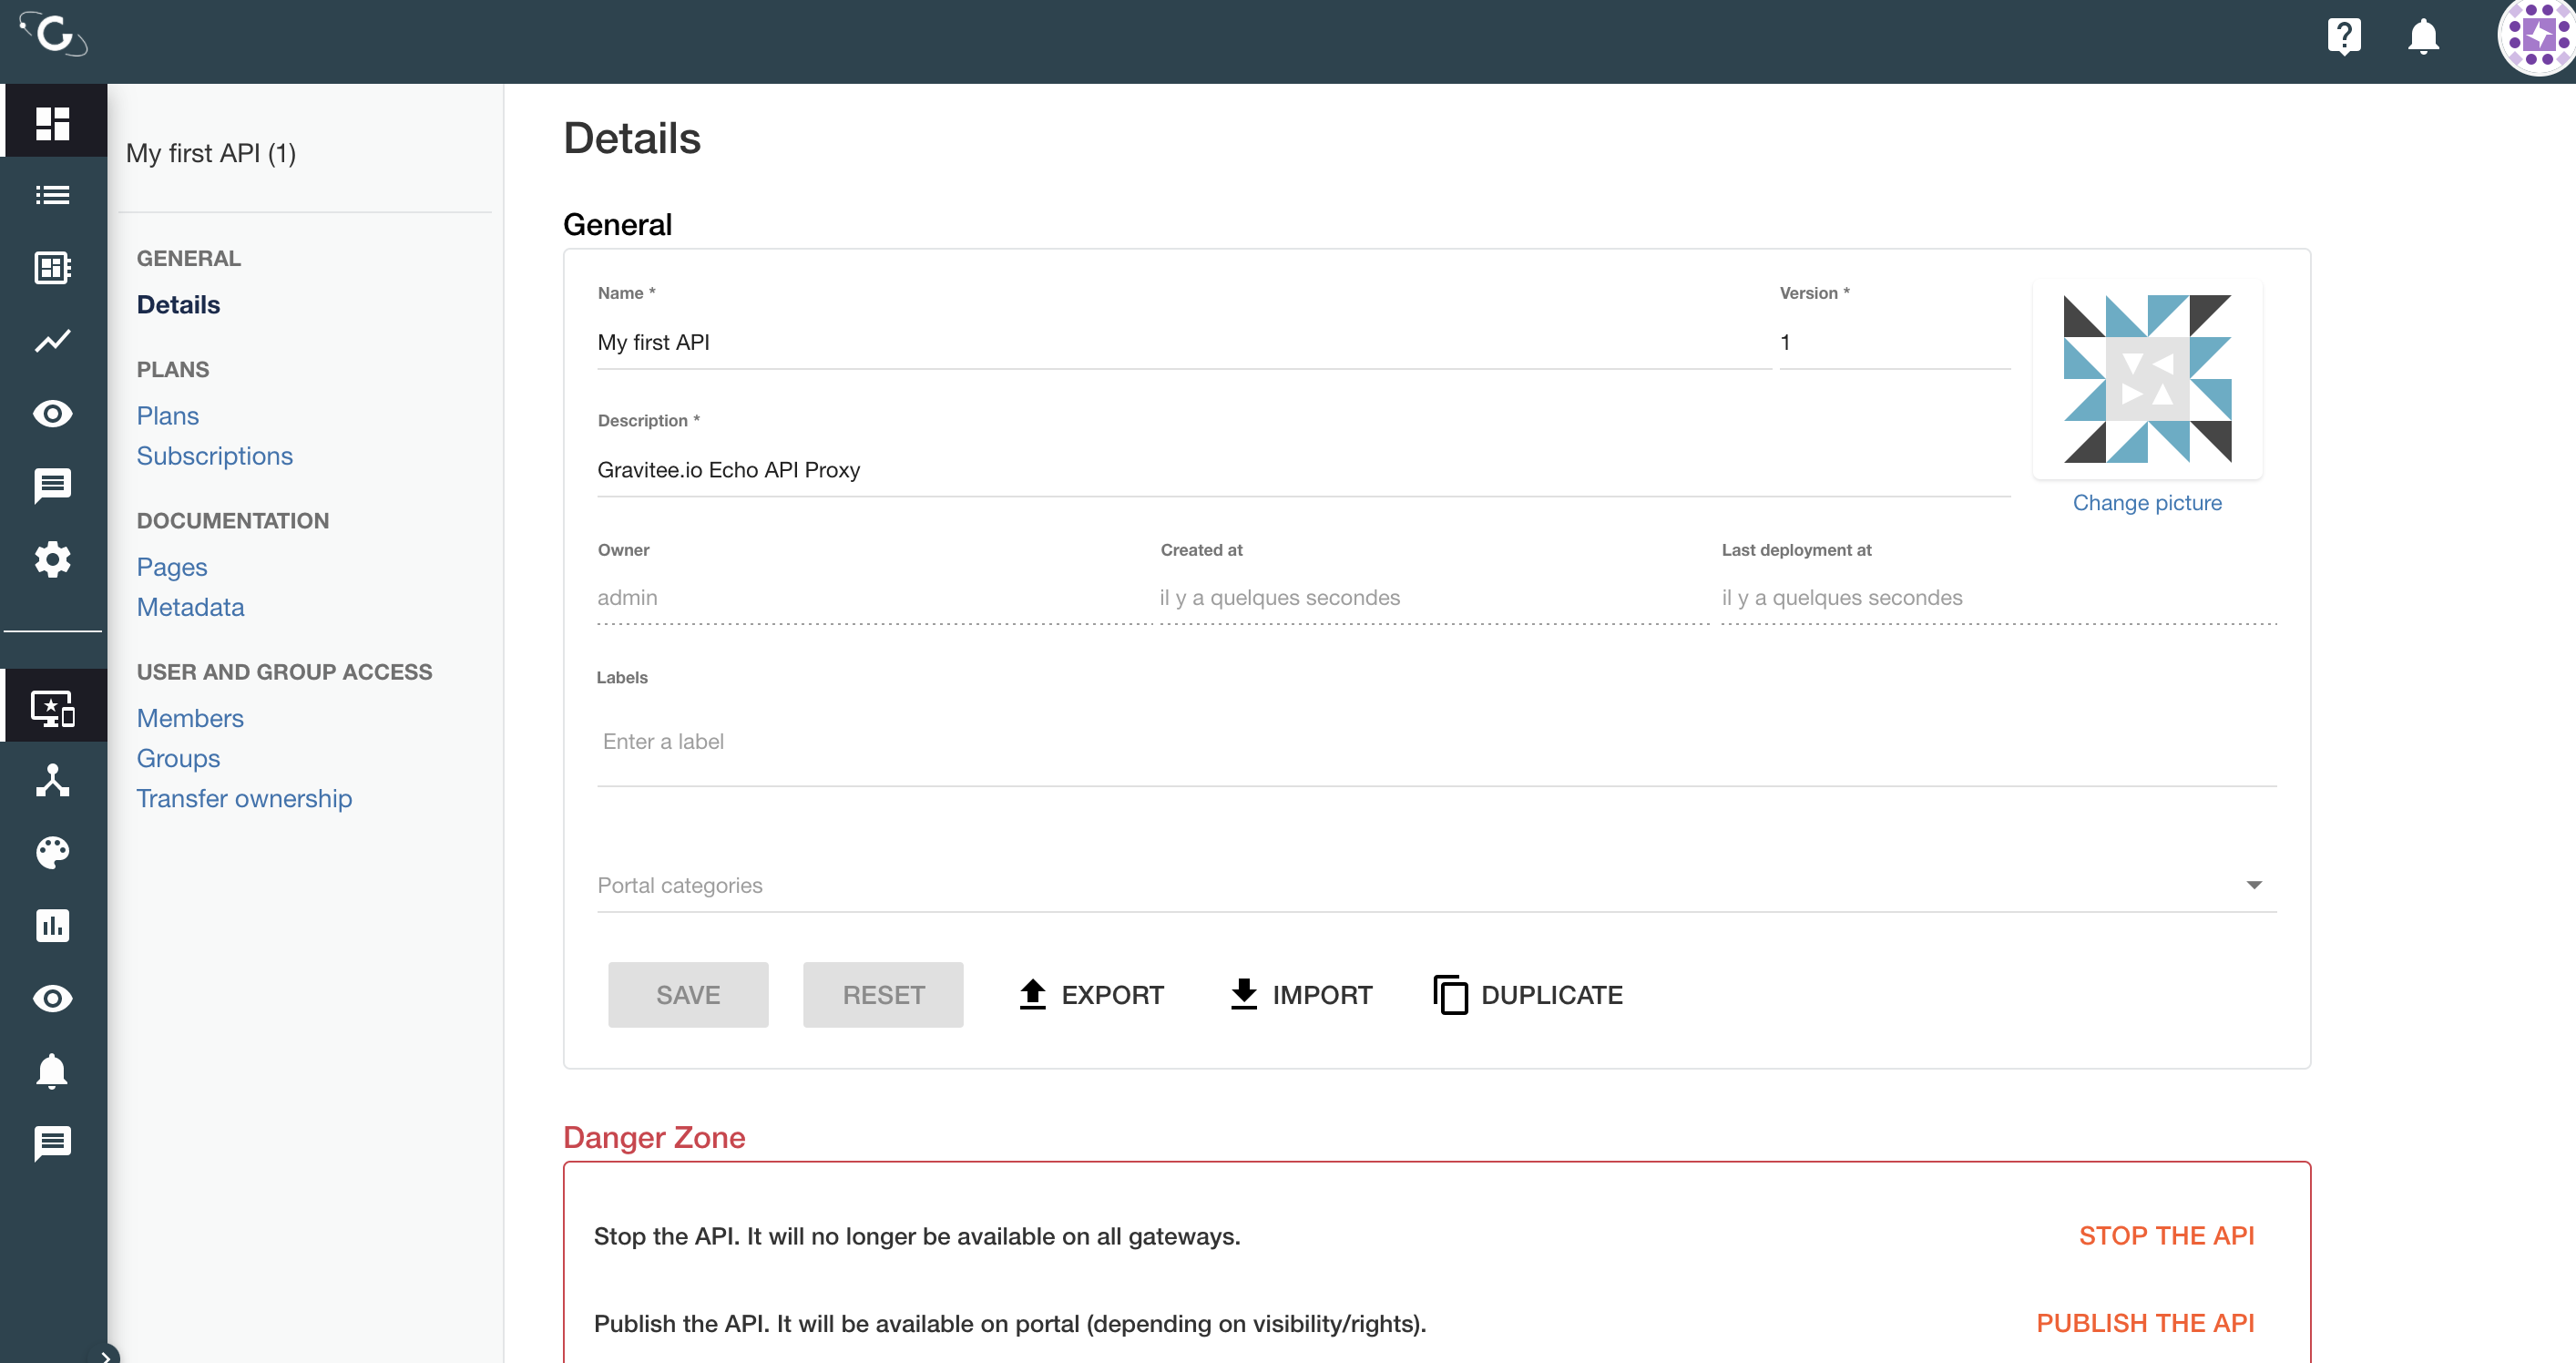 My first API (1)
GENERAL
Details
PLANS
Plans
Subscriptions
DOCUMENTATION
Pages
Metadata
USER AND GROUP ACCESS
Members
Groups
Transfer ownership
Details
General
Name *
Version *
My first API
1
Description *
Gravitee.io Echo API Proxy
Change picture
Owner
Created at
Last deployment at
admin
il y a quelques secondes
il y a quelques secondes
Labels
Enter a label
Portal categories
SAVE
RESET
EXPORT
IMPORT
DUPLICATE
Danger Zone
Stop the API. It will no longer be available on all gateways.
STOP THE API
Publish the API. It will be available on portal (depending on visibility/rights).
PUBLISH THE API